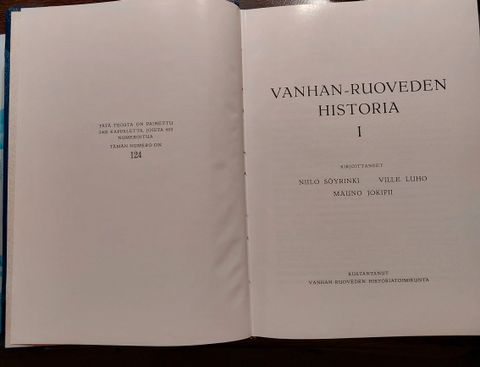 TÄTÄ TEOSTA ON PAINETTU
KAPPALETTA, JOISTA
NUMEROITUA
TÄMÄN NUMERO ON
124
VANHAN-RUOVEDEN
HISTORIA
I
KIRJOITTANEET
NIILO SÖYRINKI VILLE LUHO
MAUNO JOKIPII
KUSTANTANUT
VANHAN RUOVEDEN HISTORIATOIMIKUNTA